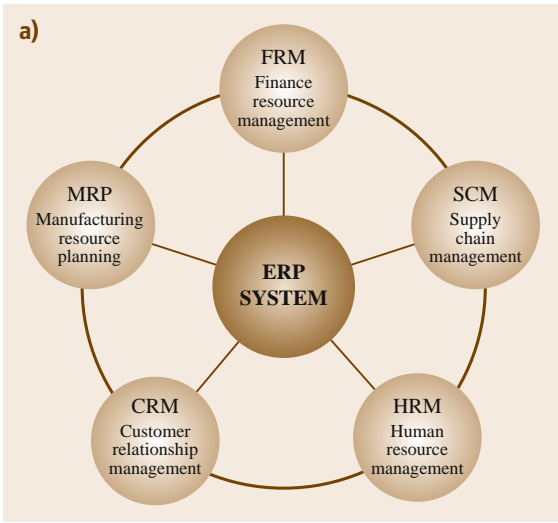 a)
FRM
Finance
resource
management
MRP
Manufacturing
resource
planning
SCM
Supply
chain
management
ERP
SYSTEM
CRM
Customer
relationship
management
HRM
Human
resource
management